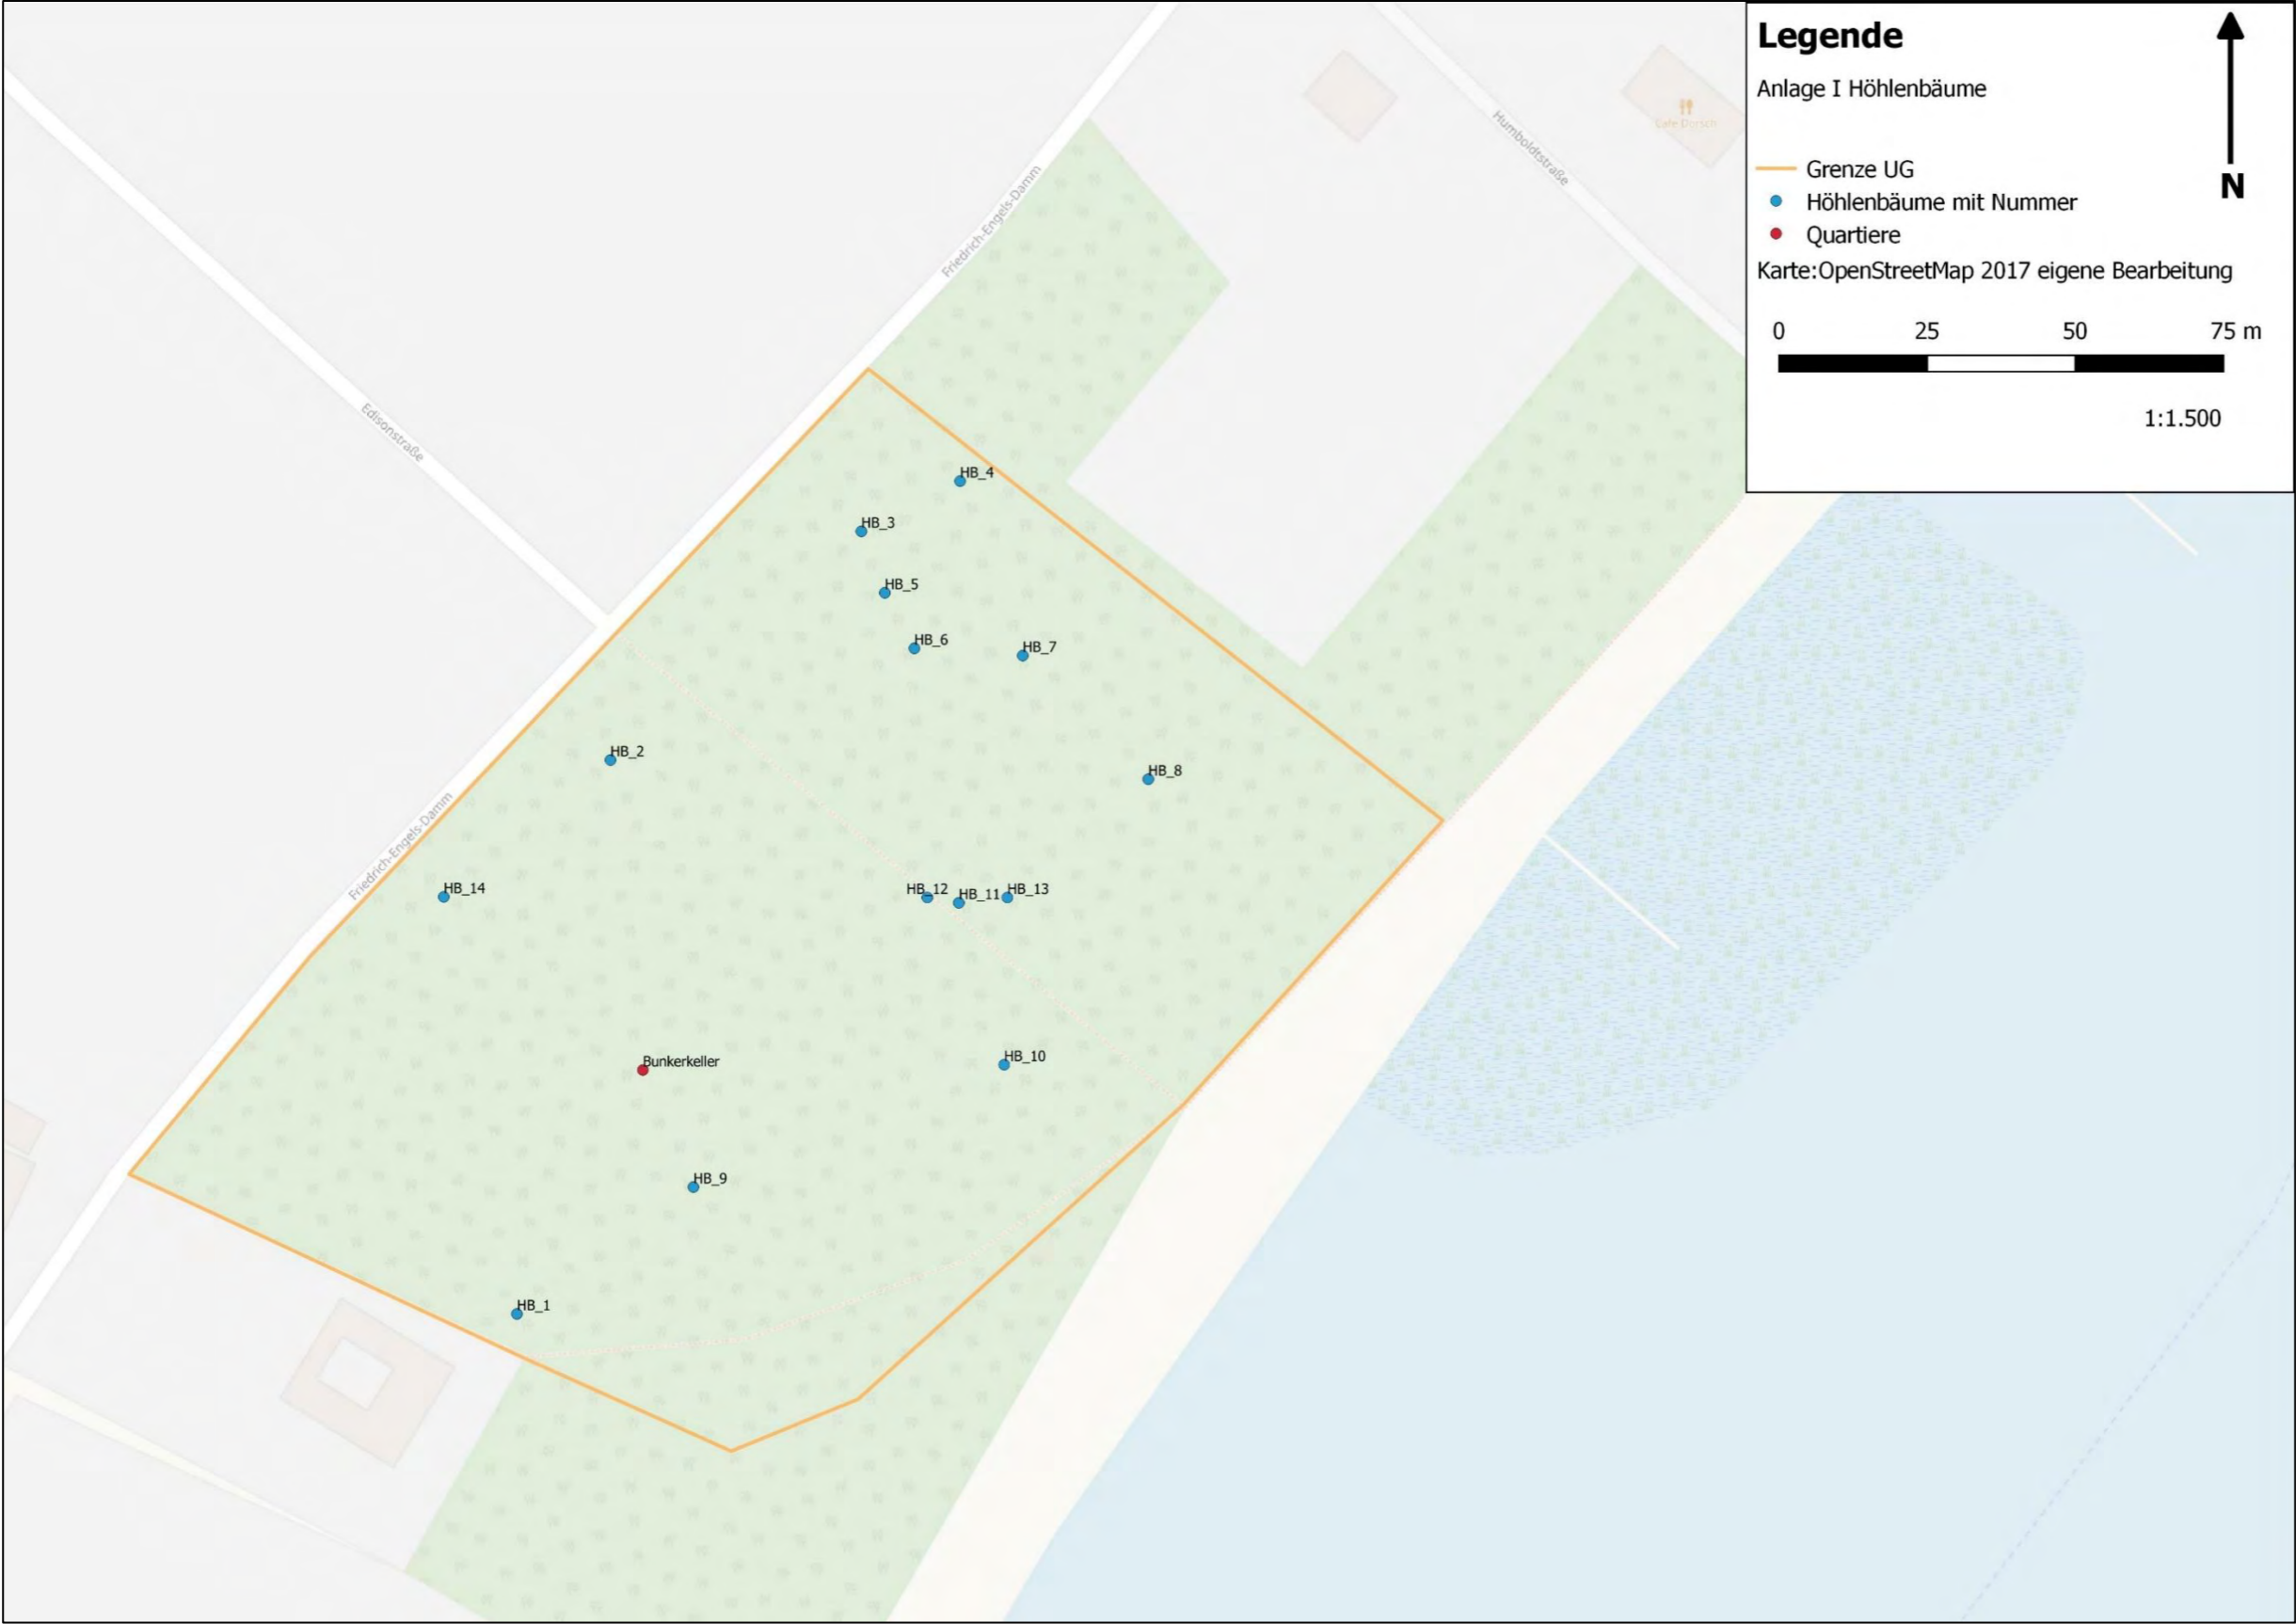 Legende
Anlage I Höhlenbäume
Grenze UG
Höhlenbäume mit Nummer
Quartiere
Karte:OpenStreetMap 2017 eigene Bearbeitung
0 25 50 75 m
1:1.500
N
Humboldtstraße
Cafe Dorsch
Friedrich-Engels-Damm
Edisonstraße
HB_4
HB_3
HB_5
HB_6
HB_7
HB_2
HB_8
Friedrich-Engels-Damm
HB_14
HB_12
HB_11
HB_13
HB_10
Bunkerkeller
HB_9
HB_1